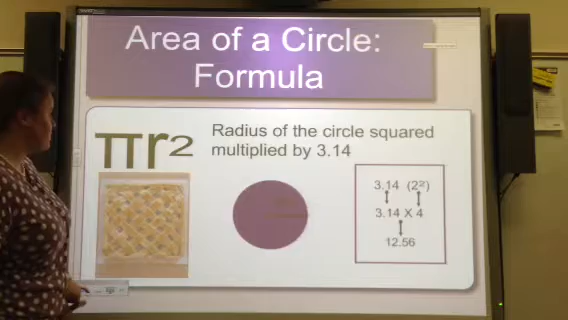 Area of a Circle:
Formula
πr2
Radius of the circle squared
multiplied by 3.14
3.14 (2²)
3.14 X 4
12.56